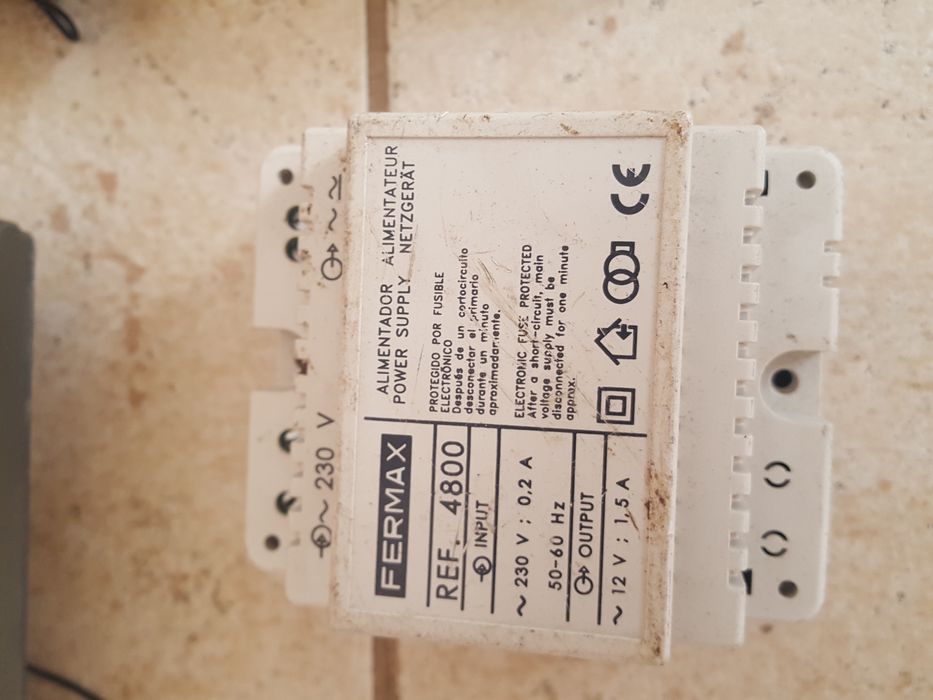 FERMAX
REF. 4800
INPUT
~ 230 V ; 0,2 A
50-60 Hz
OUTPUT
~ 12 V ; 1,5 A
ALIMENTADOR ALIMENTATEUR
POWER SUPPLY NETZGERÄT
PROTEGIDO POR FUSIBLE
ELECTRÓNICO
Después de un cortocircuito
desconectar el primario
durante un minuto
aproximadamente.
ELECTRONIC FUSE PROTECTED
After a short-circuit, main
voltage supply must be
disconnected for one minute
approx.
CE
~ 230 V
~ ≃